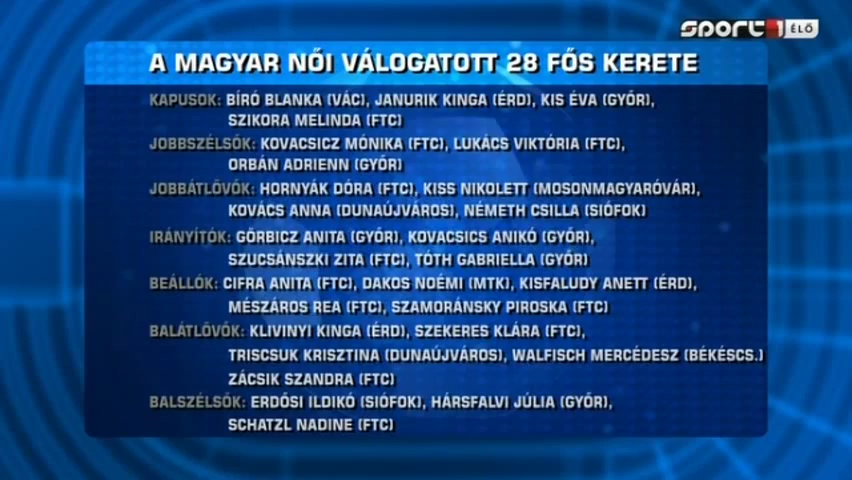 SPORT1 ÉLŐ
A MAGYAR NŐI VÁLOGATOTT 28 FŐS KERETE
KAPUSOK: BÍRÓ BLANKA (VÁC), JANURIK KINGA (ÉRD), KIS ÉVA (GYŐR),
SZIKORA MELINDA (FTC)
JOBBSZÉLSŐK: KOVACSICZ MÓNIKA (FTC), LUKÁCS VIKTÓRIA (FTC),
ORBÁN ADRIENN (GYŐR)
JOBBÁTLŐVŐK: HORNYÁK DÓRA (FTC), KISS NIKOLETT (MOSONMAGYARÓVÁR),
KOVÁCS ANNA (DUNAÚJVÁROS), NÉMETH CSILLA (SIÓFOK)
IRÁNYÍTÓK: GÖRBICZ ANITA (GYŐR), KOVACSICS ANIKÓ (GYŐR),
SZUCSÁNSZKI ZITA (FTC), TÓTH GABRIELLA (GYŐR)
BEÁLLÓK: CIFRA ANITA (FTC), DAKOS NOÉMI (MTK), KISFALUDY ANETT (ÉRD),
MÉSZÁROS REA (FTC), SZAMORÁNSKY PIROSKA (FTC)
BALÁTLÖVŐK: KLIVINYI KINGA (ÉRD), SZEKERES KLÁRA (FTC),
TRISCSUK KRISZTINA (DUNAÚJVÁROS), WALFISCH MERCÉDESZ (BÉKÉSCS.)
ZÁCSIK SZANDRA (FTC)
BALSZÉLSŐK: ERDŐSI ILDIKÓ (SIÓFOK), HÁRSFALVI JÚLIA (GYŐR),
SCHATZL NADINE (FTC)